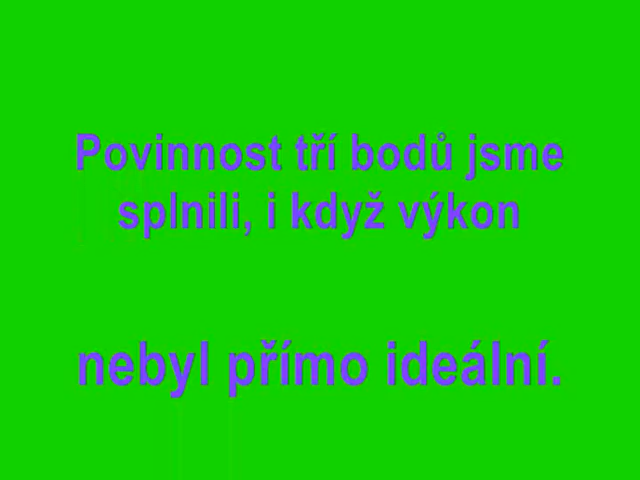 Povinnost tří bodů jsme
splnili, i když výkon
nebyl přímo ideální.